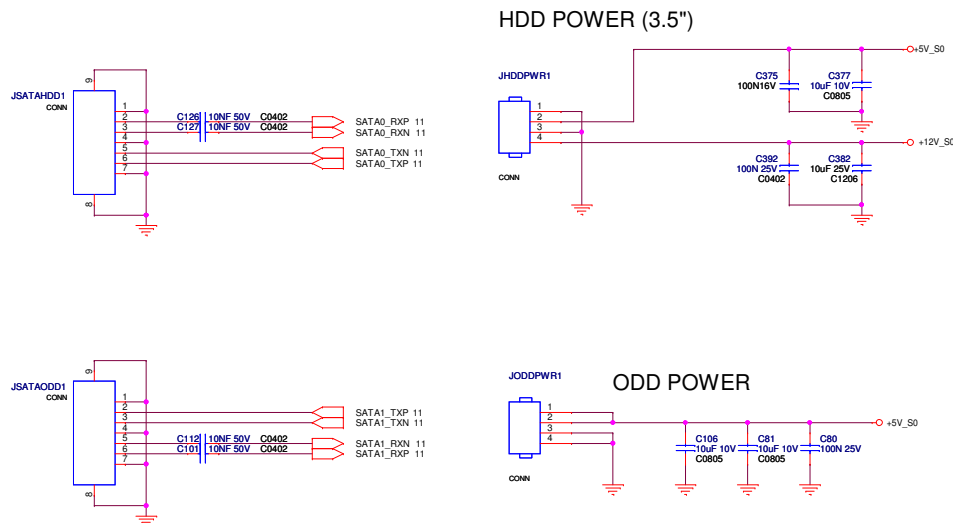 HDD POWER (3.5")
JSATAHDD1
CONN
9
1
2
3
4
5
6
7
8
C126 10NF 50V C0402
C127 10NF 50V C0402
SATA0_RXP 11
SATA0_RXN 11
SATA0_TXN 11
SATA0_TXP 11
JHDDPWR1
1
2
3
4
CONN
+5V_S0
C375
100N16V
C377
10uF 10V
C0805
+12V_S0
C392
100N 25V
C0402
C382
10uF 25V
C1206
JSATAODD1
CONN
9
1
2
3
4
5
6
7
8
SATA1_TXP 11
SATA1_TXN 11
C112 10NF 50V C0402
C101 10NF 50V C0402
SATA1_RXN 11
SATA1_RXP 11
JODDPWR1
ODD POWER
1
2
3
4
CONN
+5V_S0
C106
10uF 10V
C0805
C81
10uF 10V
C0805
C80
100N 25V